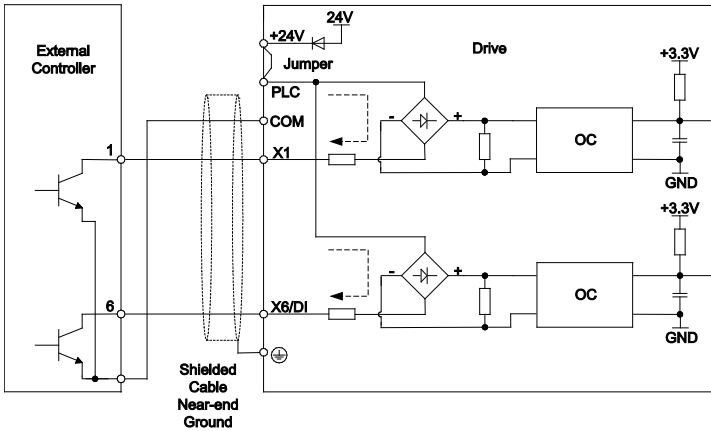 24V
+24V
External
Controller
Drive
Jumper
+3.3V
PLC
COM
- +
OC
1
X1
GND
+3.3V
- +
OC
6
X6/DI
GND
Shielded
Cable
Near-end
Ground